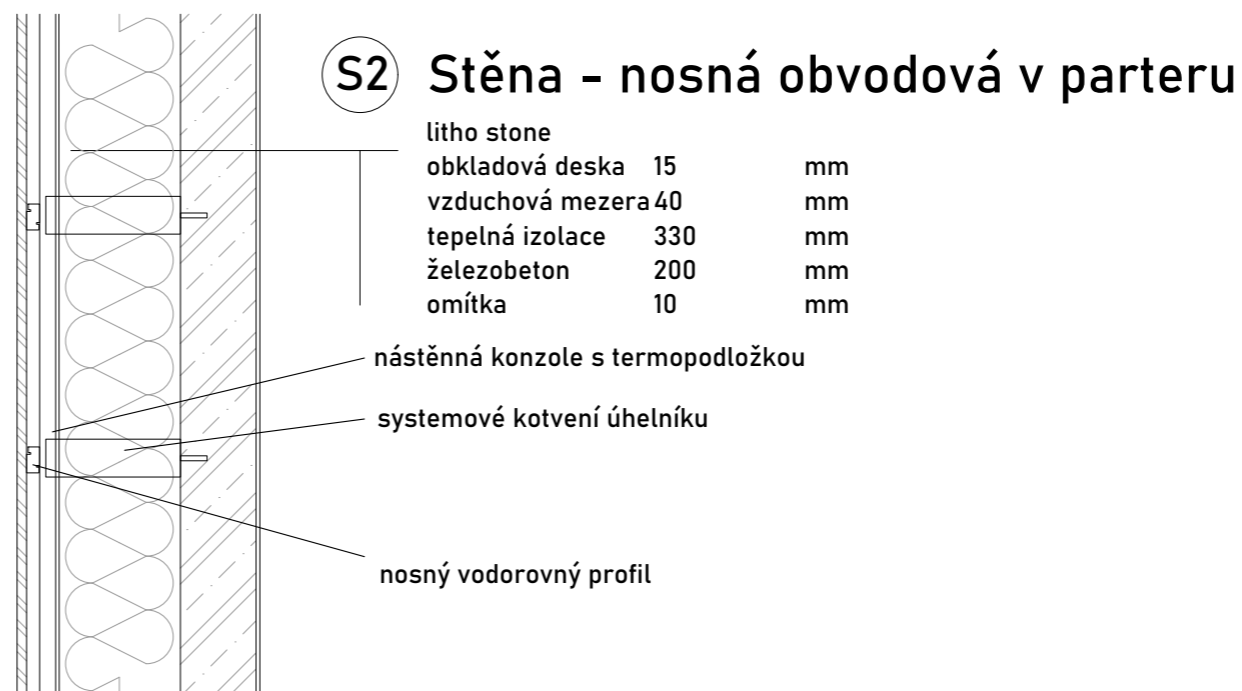 S2 Stěna - nosná obvodová v parteru
litho stone
obkladová deska 15 mm
vzduchová mezera 40 mm
tepelná izolace 330 mm
železobeton 200 mm
omítka 10 mm
nástěnná konzole s termopodložkou
systemové kotvení úhelníku
nosný vodorovný profil